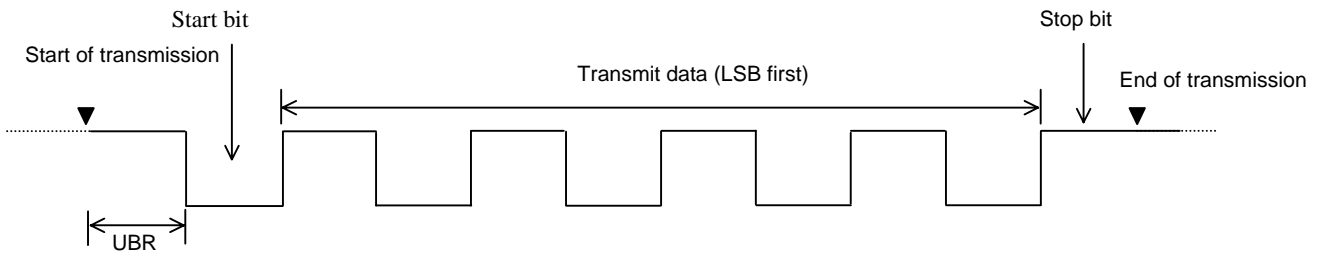 Start bit
Stop bit
Start of transmission
Transmit data (LSB first)
End of transmission
UBR